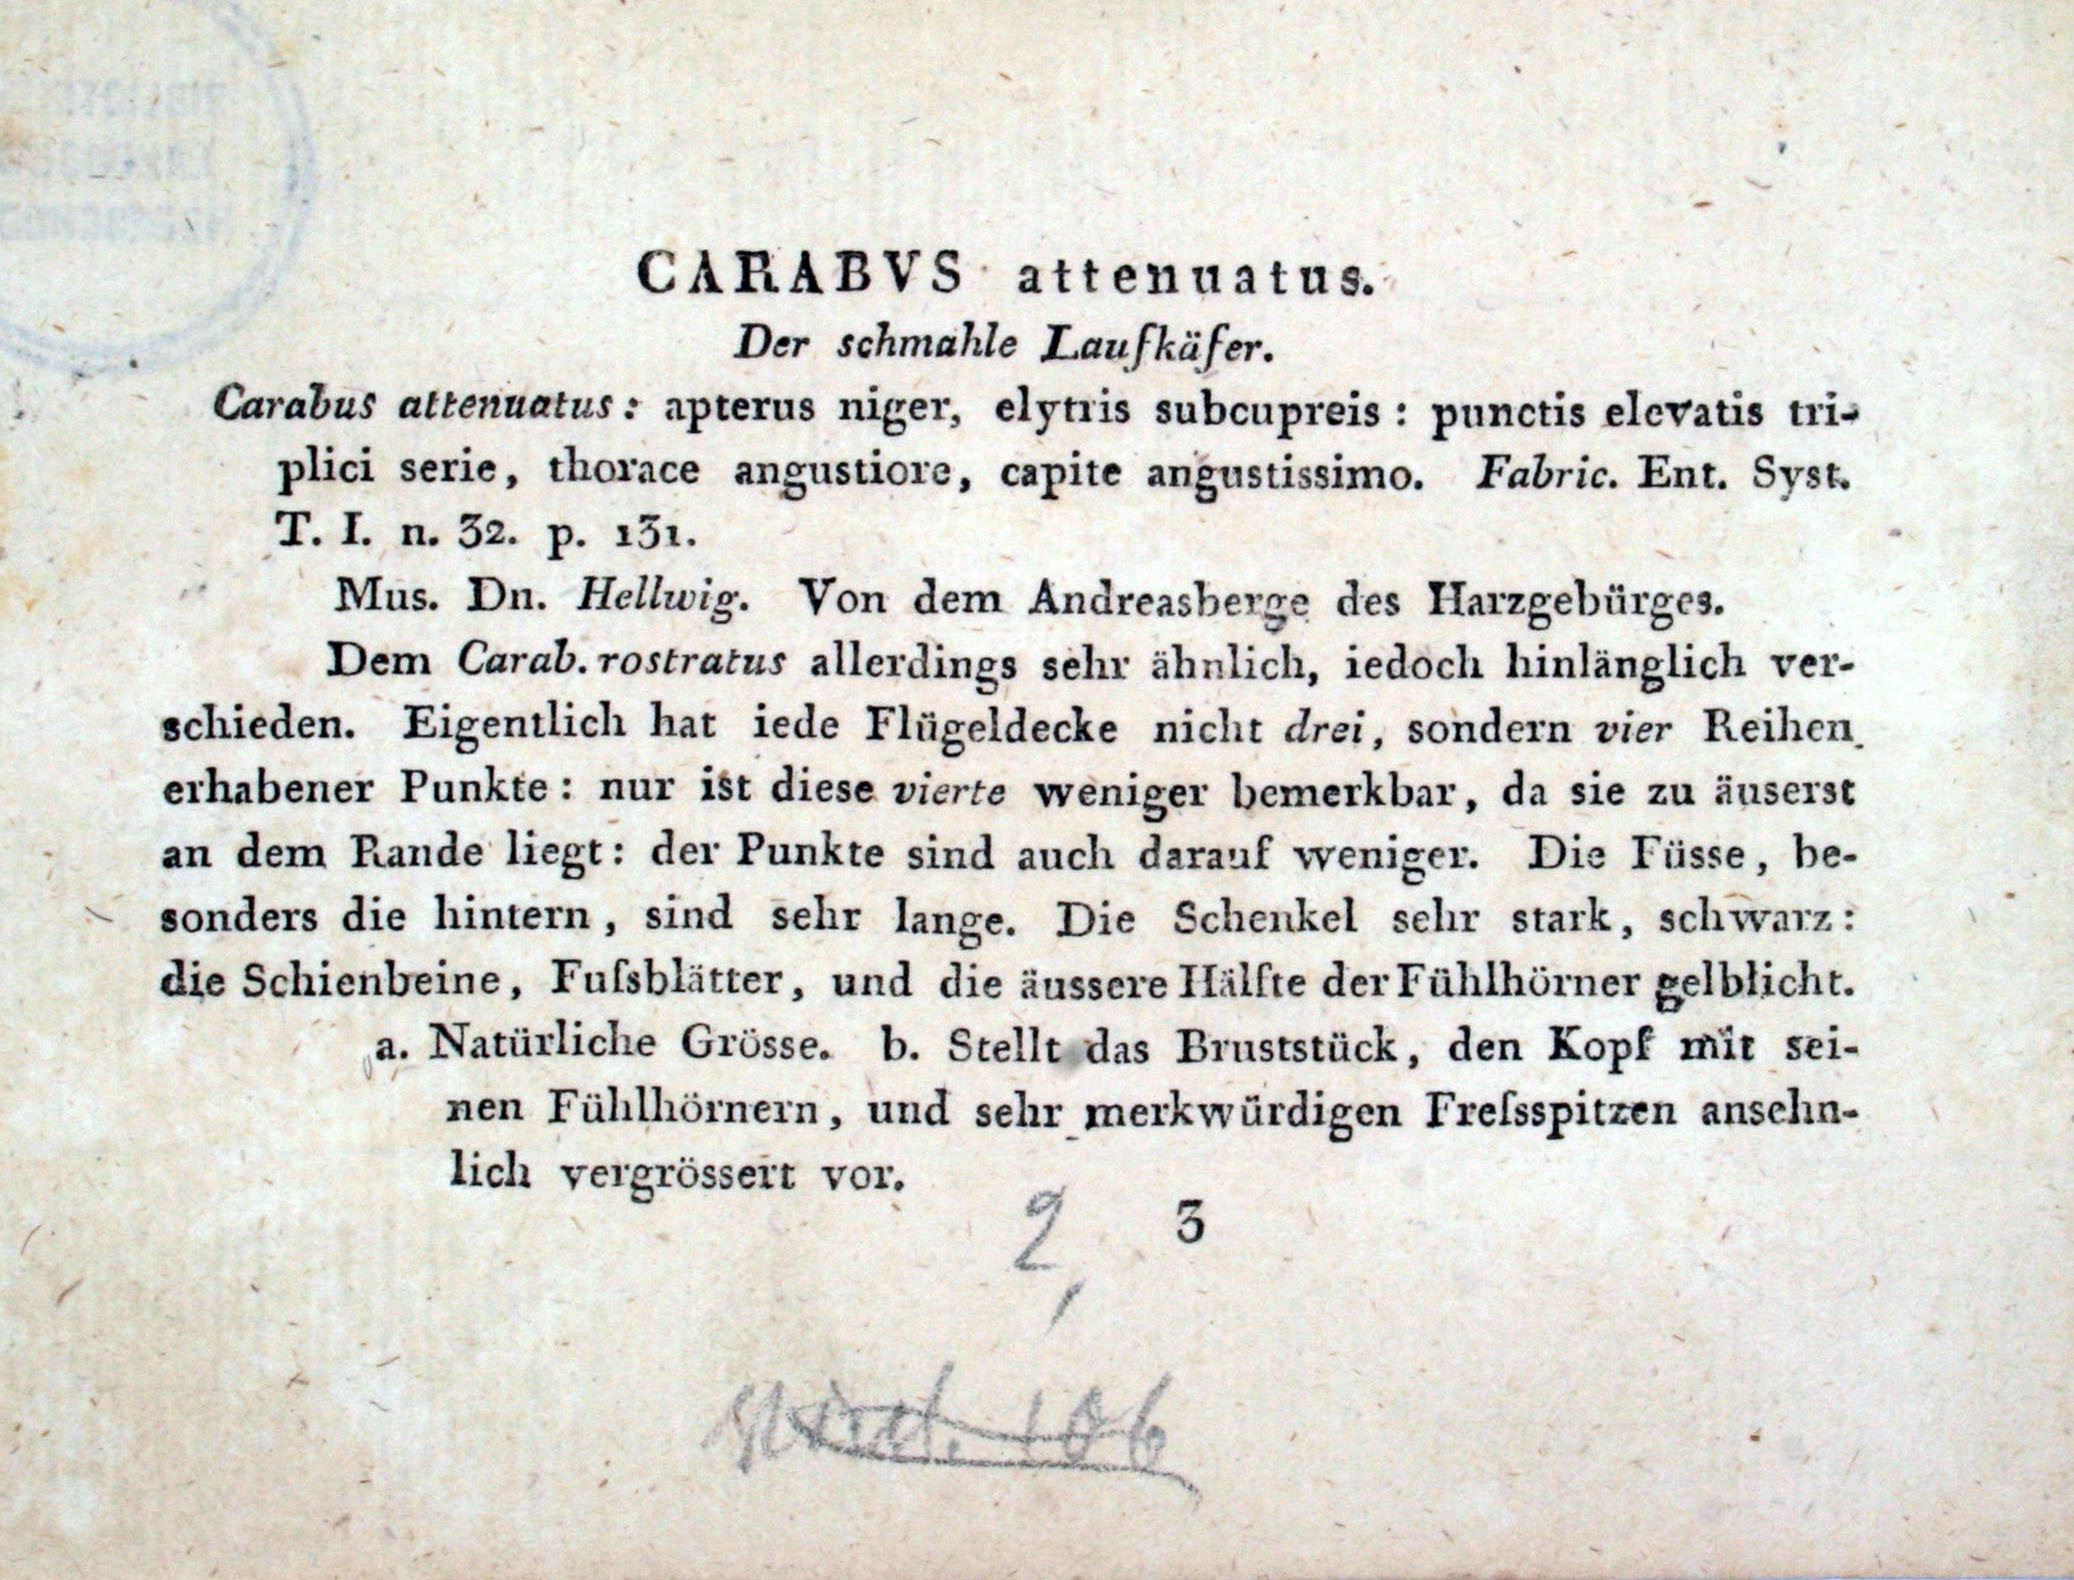 CARABVS attenuatus.
Der schmahle Laufkäfer.
Carabus attenuatus: apterus niger, elytris subcupreis: punctis elevatis tri-
plici serie, thorace angustiore, capite angustissimo. Fabric. Ent. Syst.
T. I. n. 32. p. 131.
Mus. Dn. Hellwig. Von dem Andreasberge des Harzgebürges.
Dem Carab. rostratus allerdings sehr ähnlich, iedoch hinlänglich ver-
schieden. Eigentlich hat iede Flügeldecke nicht drei, sondern vier Reihen
erhabener Punkte: nur ist diese vierte weniger bemerkbar, da sie zu äuserst
an dem Rande liegt: der Punkte sind auch darauf weniger. Die Füsse, be-
sonders die hintern, sind sehr lange. Die Schenkel sehr stark, schwarz:
die Schienbeine, Fuſsblätter, und die äussere Hälfte der Fühlhörner gelblicht.
a. Natürliche Grösse. b. Stellt das Bruststück, den Kopf mit sei-
nen Fühlhörnern, und sehr merkwürdigen Freſsspitzen ansehn-
lich vergrössert vor.
2, 3
106